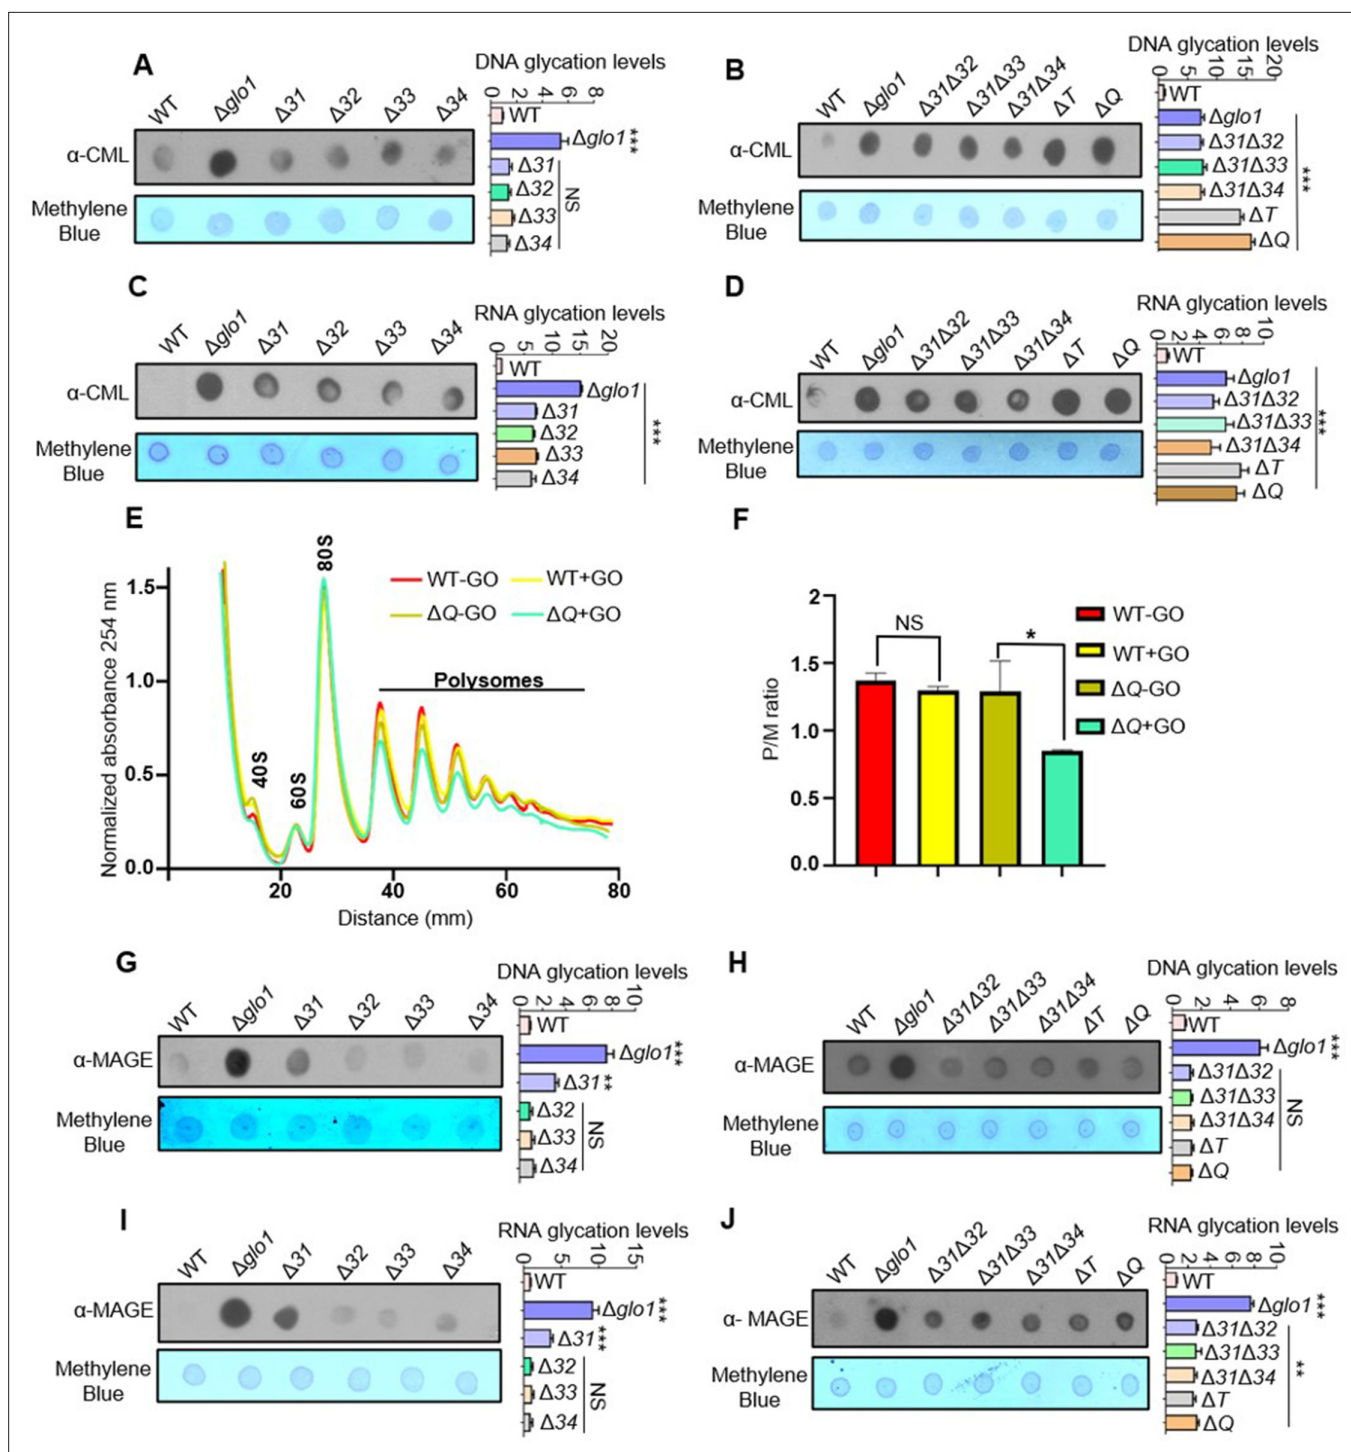 A
WT Δglo1 Δ31 Δ32 Δ33 Δ34
α-CML
Methylene
Blue
DNA glycation levels
0 2 4 6 8
WT
Δglo1 ***
Δ31
Δ32
Δ33
Δ34
NS
B
WT Δglo1 Δ31Δ32 Δ31Δ33 Δ31Δ34 ΔT ΔQ
α-CML
Methylene
Blue
DNA glycation levels
0 5 10 15 20
WT
Δglo1
Δ31Δ32
Δ31Δ33
Δ31Δ34
ΔT
ΔQ
***
C
WT Δglo1 Δ31 Δ32 Δ33 Δ34
α-CML
Methylene
Blue
RNA glycation levels
0 5 10 15 20
WT
Δglo1
Δ31
Δ32
Δ33
Δ34
***
D
WT Δglo1 Δ31Δ32 Δ31Δ33 Δ31Δ34 ΔT ΔQ
α-CML
Methylene
Blue
RNA glycation levels
0 2 4 6 8 10
WT
Δglo1
Δ31Δ32
Δ31Δ33
Δ31Δ34
ΔT
ΔQ
***
E
Normalized absorbance 254 nm
1.5
1.0
0.5
0.0
20 40 60 80
Distance (mm)
40S
60S
80S
Polysomes
WT-GO WT+GO
ΔQ-GO ΔQ+GO
F
P/M ratio
2
1.5
1.0
0.5
0.0
NS
*
WT-GO
WT+GO
ΔQ-GO
ΔQ+GO
G
WT Δglo1 Δ31 Δ32 Δ33 Δ34
α-MAGE
Methylene
Blue
DNA glycation levels
0 2 4 6 8 10
WT
Δglo1 ***
Δ31 **
Δ32
Δ33
Δ34
NS
H
WT Δglo1 Δ31Δ32 Δ31Δ33 Δ31Δ34 ΔT ΔQ
α-MAGE
Methylene
Blue
DNA glycation levels
0 2 4 6 8
WT
Δglo1 ***
Δ31Δ32
Δ31Δ33
Δ31Δ34
ΔT
ΔQ
NS
I
WT Δglo1 Δ31 Δ32 Δ33 Δ34
α-MAGE
Methylene
Blue
RNA glycation levels
0 5 10 15
WT
Δglo1 ***
Δ31 ***
Δ32
Δ33
Δ34
NS
J
WT Δglo1 Δ31Δ32 Δ31Δ33 Δ31Δ34 ΔT ΔQ
α- MAGE
Methylene
Blue
RNA glycation levels
0 2 4 6 8 10
WT
Δglo1 ***
Δ31Δ32
Δ31Δ33
Δ31Δ34
ΔT
ΔQ
**